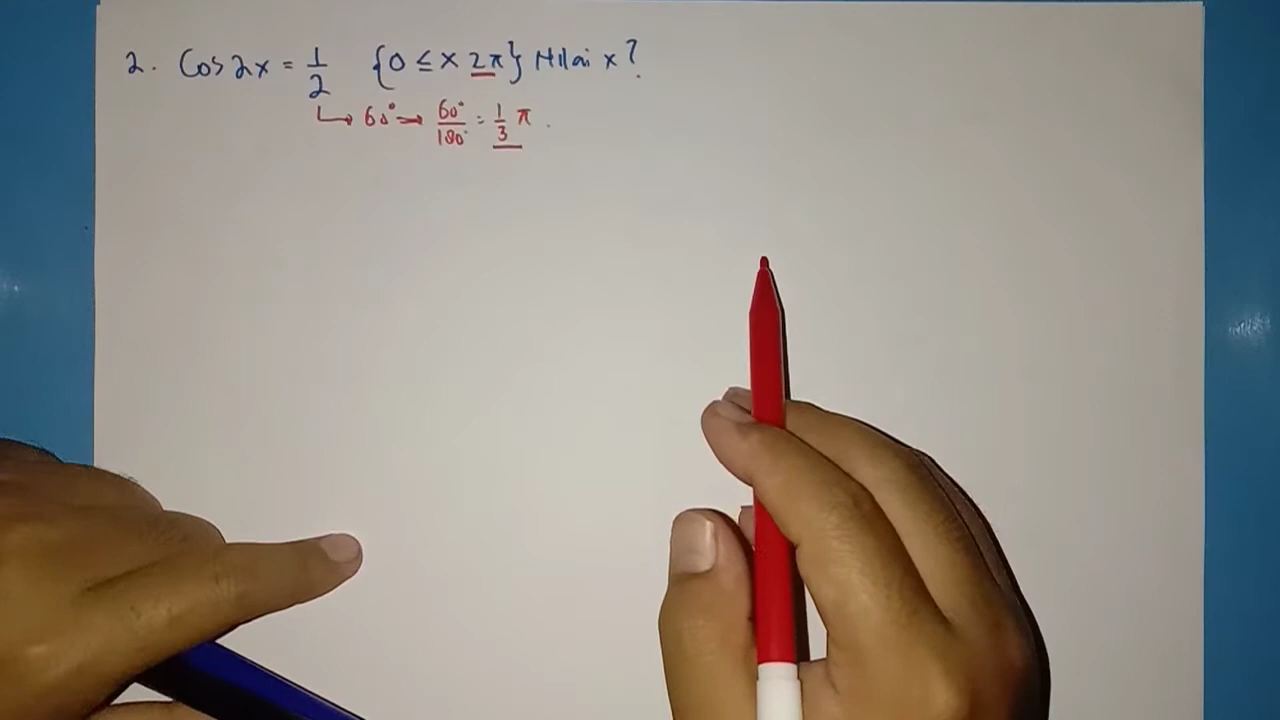 2. Cos 2x = 1/2 {0 ≤ x 2π} Nilai x?
↳ 60° → 60°/180° = 1/3 π.